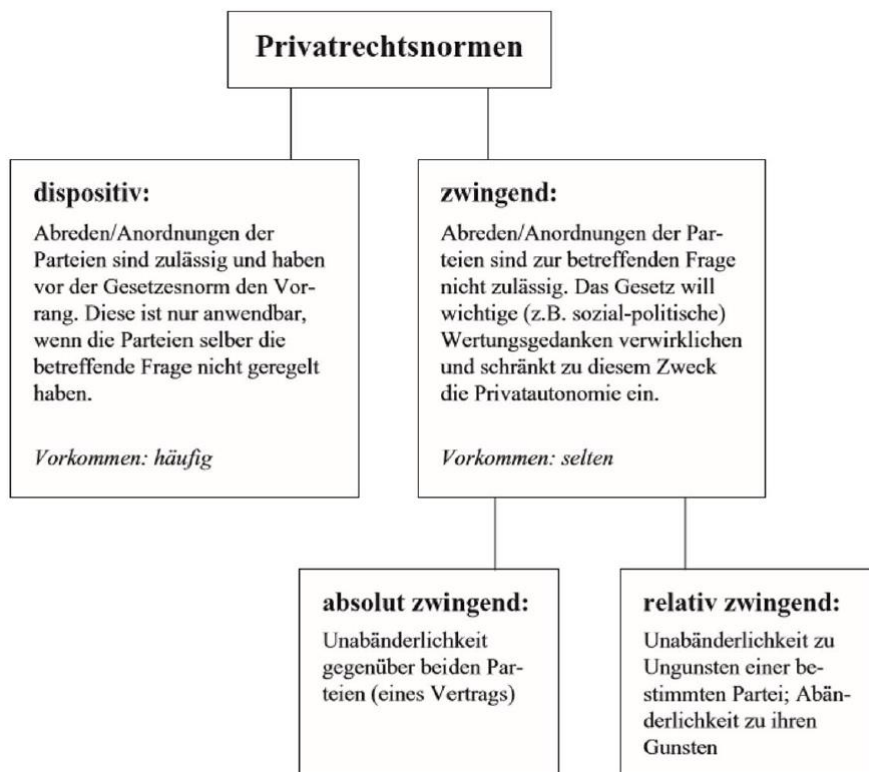 Privatrechtsnormen
dispositiv:
Abreden/Anordnungen der
Parteien sind zulässig und haben
vor der Gesetzesnorm den Vor-
rang. Diese ist nur anwendbar,
wenn die Parteien selber die
betreffende Frage nicht geregelt
haben.
Vorkommen: häufig
zwingend:
Abreden/Anordnungen der Par-
teien sind zur betreffenden Frage
nicht zulässig. Das Gesetz will
wichtige (z.B. sozial-politische)
Wertungsgedanken verwirklichen
und schränkt zu diesem Zweck
die Privatautonomie ein.
Vorkommen: selten
absolut zwingend:
Unabänderlichkeit
gegenüber beiden Par-
teien (eines Vertrags)
relativ zwingend:
Unabänderlichkeit zu
Ungunsten einer be-
stimmten Partei; Abän-
derlichkeit zu ihren
Gunsten